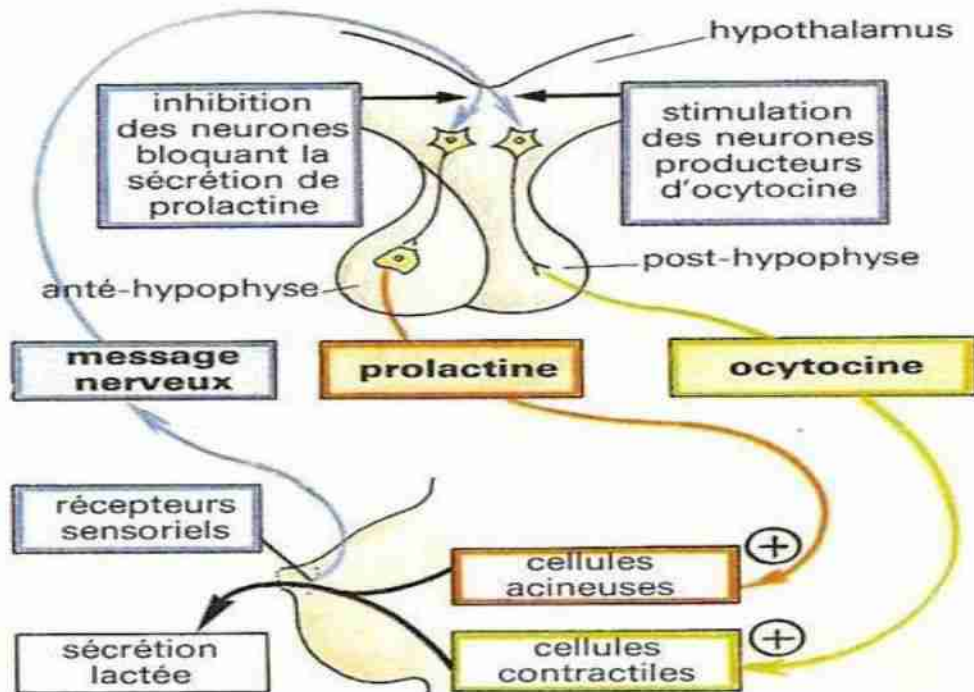 hypothalamus
inhibition
des neurones
bloquant la
sécrétion de
prolactine
stimulation
des neurones
producteurs
d'ocytocine
anté-hypophyse
post-hypophyse
message
nerveux
prolactine
ocytocine
récepteurs
sensoriels
cellules
acineuses
+
sécrétion
lactée
cellules
contractiles
+